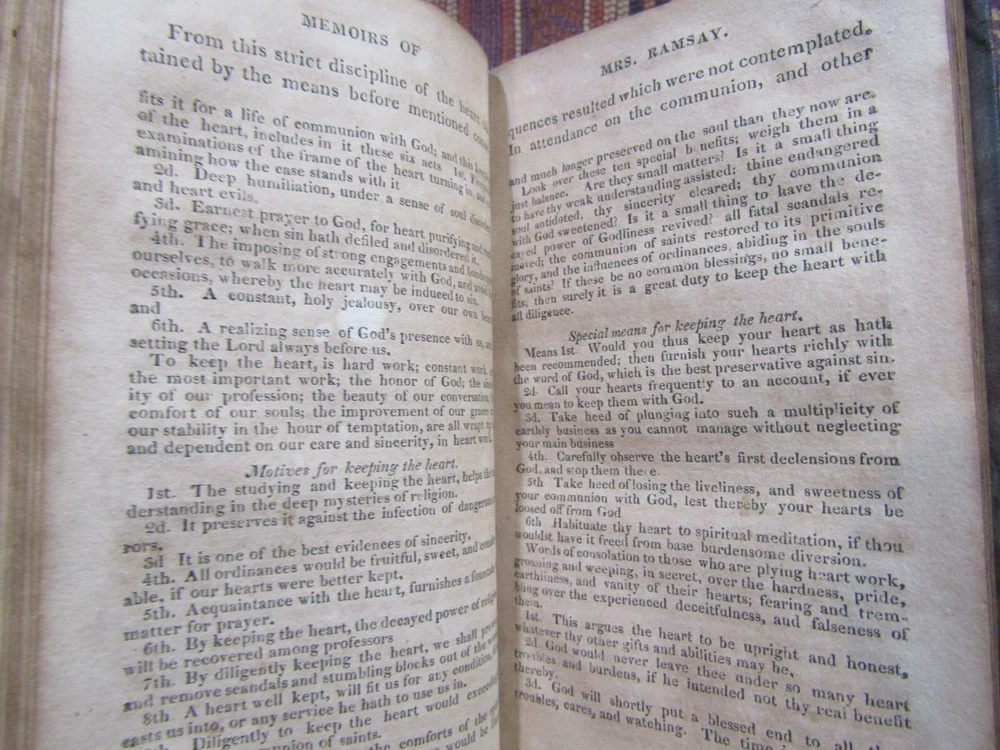 MEMOIRS OF
From this strict discipline of the heart
tained by the means before mentioned
fits it for a life of communion with God; and this
of the heart, includes in it these six acts 1st.
examinations of the frame of the heart turning in, and
amining how the case stands with it
2d. Deep humiliation, under a sense of soul
and heart evils.
3d. Earnest prayer to God, for heart purifying and
fying grace; when sin hath defiled and disordered it.
4th. The imposing of strong engagements and
ourselves, to walk more accurately with God, and
occasions, whereby the heart may be induced to sin.
5th. A constant, holy jealousy, over our own
and
6th. A realizing sense of God's presence with us,
setting the Lord always before us.
To keep the heart, is hard work; constant work
the most important work; the honor of God; the
ity of our profession; the beauty of our conversation
comfort of our souls; the improvement of our graces
our stability in the hour of temptation, are all wrapt
and dependent on our care and sincerity, in heart work.
Motives for keeping the heart.
1st. The studying and keeping the heart, helps
derstanding in the deep mysteries of religion.
2d. It preserves it against the infection of dangerous
rors.
3d It is one of the best evidences of sincerity.
4th. All ordinances would be fruitful, sweet, and
able, if our hearts were better kept.
5th. Acquaintance with the heart, furnishes a
matter for prayer.
6th. By keeping the heart, the decayed power of
will be recovered among professors
7th. By diligently keeping the heart, we shall
and remove scandals and stumbling blocks out of the
8th A heart well kept, will fit us for any condition,
casts us into, or any service he hath to use us in.
Diligently to keep the heart would
of saints.
the comforts of the
would be
MRS. RAMSAY.
quences resulted which were not contemplated.
In attendance on the communion, and other
and much longer preserved on the soul than they now are.
Look over these ten special benefits; weigh them in a
just balance. Are they small matters? Is it a small thing
to have thy weak understanding assisted: thine endangered
soul antidoted, thy sincerity cleared; thy communion
with God sweetened? Is it a small thing to have the de-
cayed power of Godliness revived? all fatal scandals re-
moved; the communion of saints restored to its primitive
glory, and the influences of ordinances, abiding in the souls
of saints? If these be no common blessings, no small bene-
fits; then surely it is a great duty to keep the heart with
all diligence.
Special means for keeping the heart.
Means 1st Would you thus keep your heart as hath
been recommended; then furnish your hearts richly with
the word of God, which is the best preservative against sin.
2d Call your hearts frequently to an account, if ever
you mean to keep them with God.
3d. Take heed of plunging into such a multiplicity of
earthly business as you cannot manage without neglecting
your main business
4th. Carefully observe the heart's first declensions from
God, and stop them there
5th Take heed of losing the liveliness, and sweetness of
your communion with God, lest thereby your hearts be
loosed off from God
6th Habituate thy heart to spiritual meditation, if thou
wouldst have it freed from base burdensome diversion.
Words of consolation to those who are plying heart work,
groaning and weeping, in secret, over the hardness, pride,
earthliness, and vanity of their hearts; fearing and trem-
bling over the experienced deceitfulness, and falseness of
them.
1st. This argues the heart to be upright and honest,
whatever thy other gifts and abilities may be.
2d. God would never leave thee under so many heart
troubles and burdens, if he intended not thy real benefit
thereby.
3d. God will shortly put a blessed end to all
troubles, cares, and watching. The time